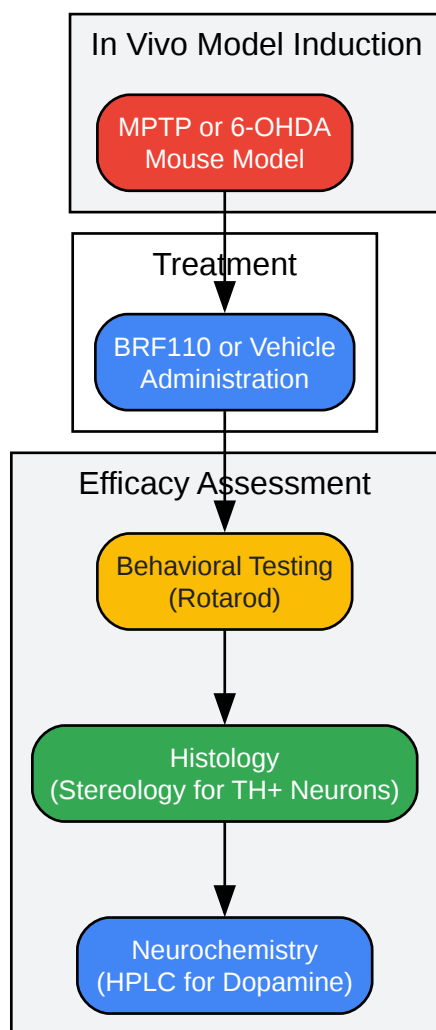 In Vivo Model Induction
MPTP or 6-OHDA
Mouse Model
Treatment
BRF110 or Vehicle
Administration
Efficacy Assessment
Behavioral Testing
(Rotarod)
Histology
(Stereology for TH+ Neurons)
Neurochemistry
(HPLC for Dopamine)